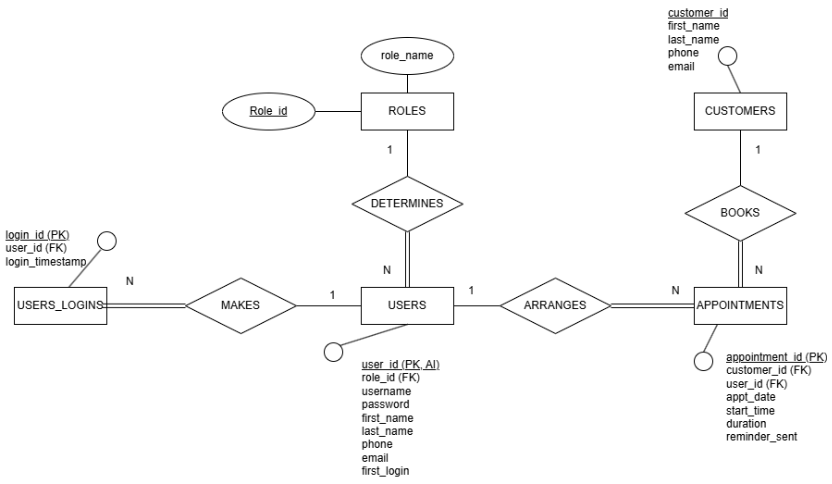 customer_id
first_name
last_name
phone
email
role_name
Role_id
ROLES
CUSTOMERS
1
1
DETERMINES
BOOKS
login_id (PK)
user_id (FK)
login_timestamp
N
N
N
1
1
N
USERS_LOGINS
MAKES
USERS
ARRANGES
APPOINTMENTS
user_id (PK, AI)
role_id (FK)
username
password
first_name
last_name
phone
email
first_login
appointment_id (PK)
customer_id (FK)
user_id (FK)
appt_date
start_time
duration
reminder_sent